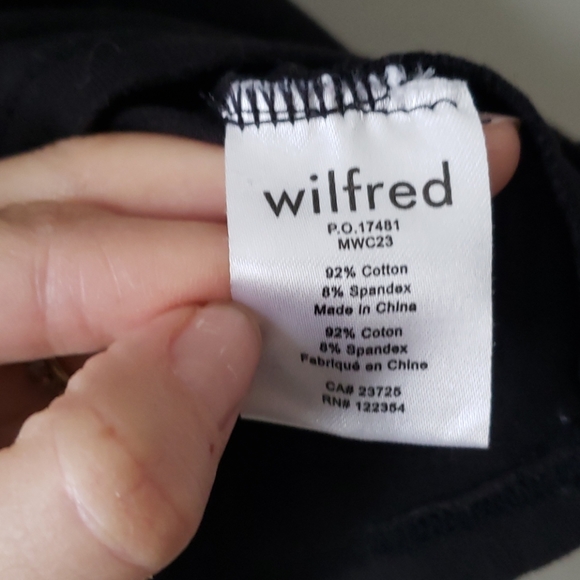 wilfred
P.O.17481
MWC23
92% Cotton
8% Spandex
Made in China
92% Coton
8% Spandex
Fabriqué en Chine
CA# 23725
RN# 122354